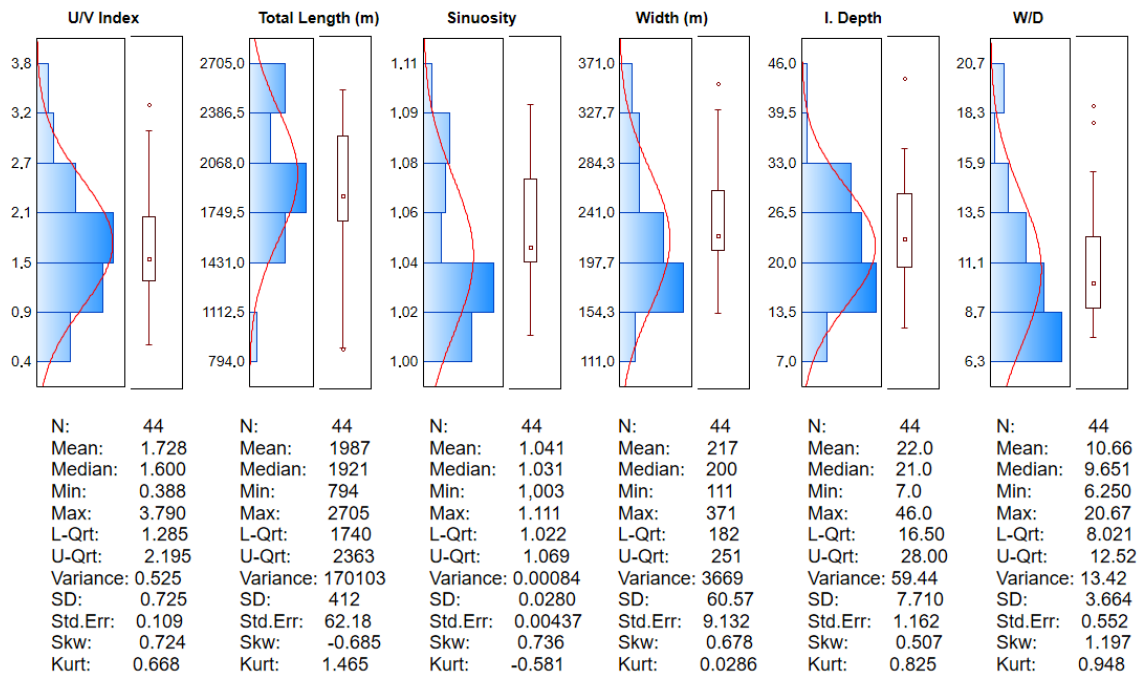 U/V Index Total Length (m) Sinuosity Width (m) I. Depth W/D
3,8 2705.0 1.11 371.0 46,0 20,7
3,2 2386,5 1.09 327,7 39,5 18,3
2,7 2068.0 1,08 284,3 33,0 15,9
2,1 1749,5 1.06 241,0 26,5 13,5
1,5 1431.0 1.04 197,7 20,0 11,1
0,9 1112,5 1.02 154,3 13,5 8,7
0,4 794.0 1,00 111,0 7,0 6,3
N: 44 N: 44 N: 44 N: 44 N: 44 N: 44
Mean: 1.728 Mean: 1987 Mean: 1.041 Mean: 217 Mean: 22.0 Mean: 10.66
Median: 1.600 Median: 1921 Median: 1.031 Median: 200 Median: 21.0 Median: 9.651
Min: 0.388 Min: 794 Min: 1,003 Min: 111 Min: 7.0 Min: 6.250
Max: 3.790 Max: 2705 Max: 1.111 Max: 371 Max: 46.0 Max: 20.67
L-Qrt: 1.285 L-Qrt: 1740 L-Qrt: 1.022 L-Qrt: 182 L-Qrt: 16.50 L-Qrt: 8.021
U-Qrt: 2.195 U-Qrt: 2363 U-Qrt: 1.069 U-Qrt: 251 U-Qrt: 28.00 U-Qrt: 12.52
Variance: 0.525 Variance: 170103 Variance: 0.00084 Variance: 3669 Variance: 59.44 Variance: 13.42
SD: 0.725 SD: 412 SD: 0.0280 SD: 60.57 SD: 7.710 SD: 3.664
Std.Err: 0.109 Std.Err: 62.18 Std.Err: 0.00437 Std.Err: 9.132 Std.Err: 1.162 Std.Err: 0.552
Skw: 0.724 Skw: -0.685 Skw: 0.736 Skw: 0.678 Skw: 0.507 Skw: 1.197
Kurt: 0.668 Kurt: 1.465 Kurt: -0.581 Kurt: 0.0286 Kurt: 0.825 Kurt: 0.948